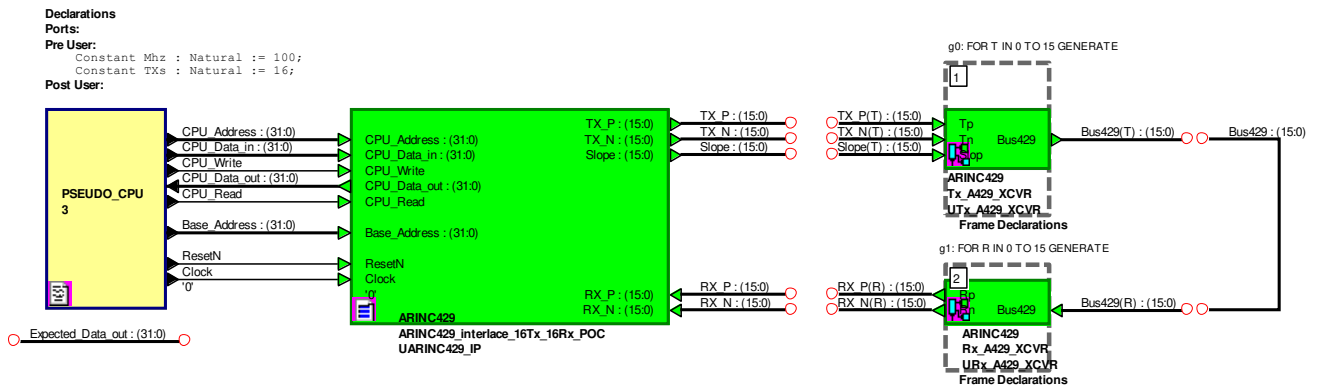 Declarations
Ports:
Pre User:
Constant Mhz : Natural := 100;
Constant TXs : Natural := 16;
Post User:
PSEUDO_CPU
3
CPU_Address : (31:0)
CPU_Data_in : (31:0)
CPU_Write
CPU_Data_out : (31:0)
CPU_Read
Base_Address : (31:0)
ResetN
Clock
'0'
Expected_Data_out : (31:0)
CPU_Address : (31:0)
CPU_Data_in : (31:0)
CPU_Write
CPU_Data_out : (31:0)
CPU_Read
Base_Address : (31:0)
ResetN
Clock
'0'
TX_P : (15:0)
TX_N : (15:0)
Slope : (15:0)
RX_P : (15:0)
RX_N : (15:0)
ARINC429
ARINC429_interlace_16Tx_16Rx_POC
UARINC429_IP
TX_P : (15:0)
TX_N : (15:0)
Slope : (15:0)
RX_P : (15:0)
RX_N : (15:0)
g0: FOR T IN 0 TO 15 GENERATE
1
TX_P(T) : (15:0)
TX_N(T) : (15:0)
Slope(T) : (15:0)
Tp
Tn
Bus429
Bus429(T) : (15:0)
Bus429 : (15:0)
ARINC429
Tx_A429_XCVR
UTx_A429_XCVR
Frame Declarations
g1: FOR R IN 0 TO 15 GENERATE
2
RX_P(R) : (15:0)
RX_N(R) : (15:0)
Rp
Bus429
Bus429(R) : (15:0)
ARINC429
Rx_A429_XCVR
URx_A429_XCVR
Frame Declarations